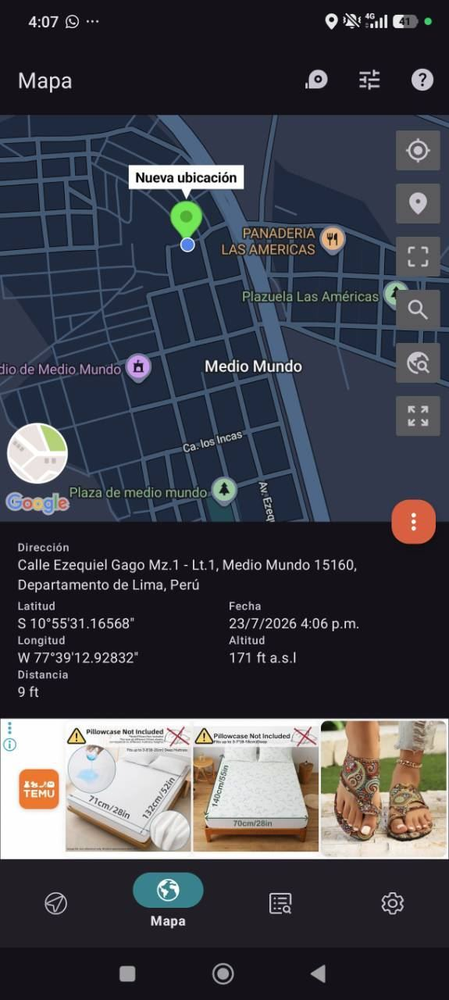 4:07
4G
41
Mapa
Nueva ubicación
PANADERIA
LAS AMERICAS
Plazuela Las Américas
dio de Medio Mundo
Medio Mundo
Ca. los Incas
Plaza de medio mundo
Av. Ezeq
Google
Dirección
Calle Ezequiel Gago Mz.1 - Lt.1, Medio Mundo 15160,
Departamento de Lima, Perú
Latitud
S 10°55'31.16568"
Fecha
23/7/2026 4:06 p.m.
Longitud
W 77°39'12.92832"
Altitud
171 ft a.s.l
Distancia
9 ft
TEMU
Pillowcase Not Included
71cm/28in
132cm/52in
Pillowcase Not Included
140cm/55in
70cm/28in
Mapa